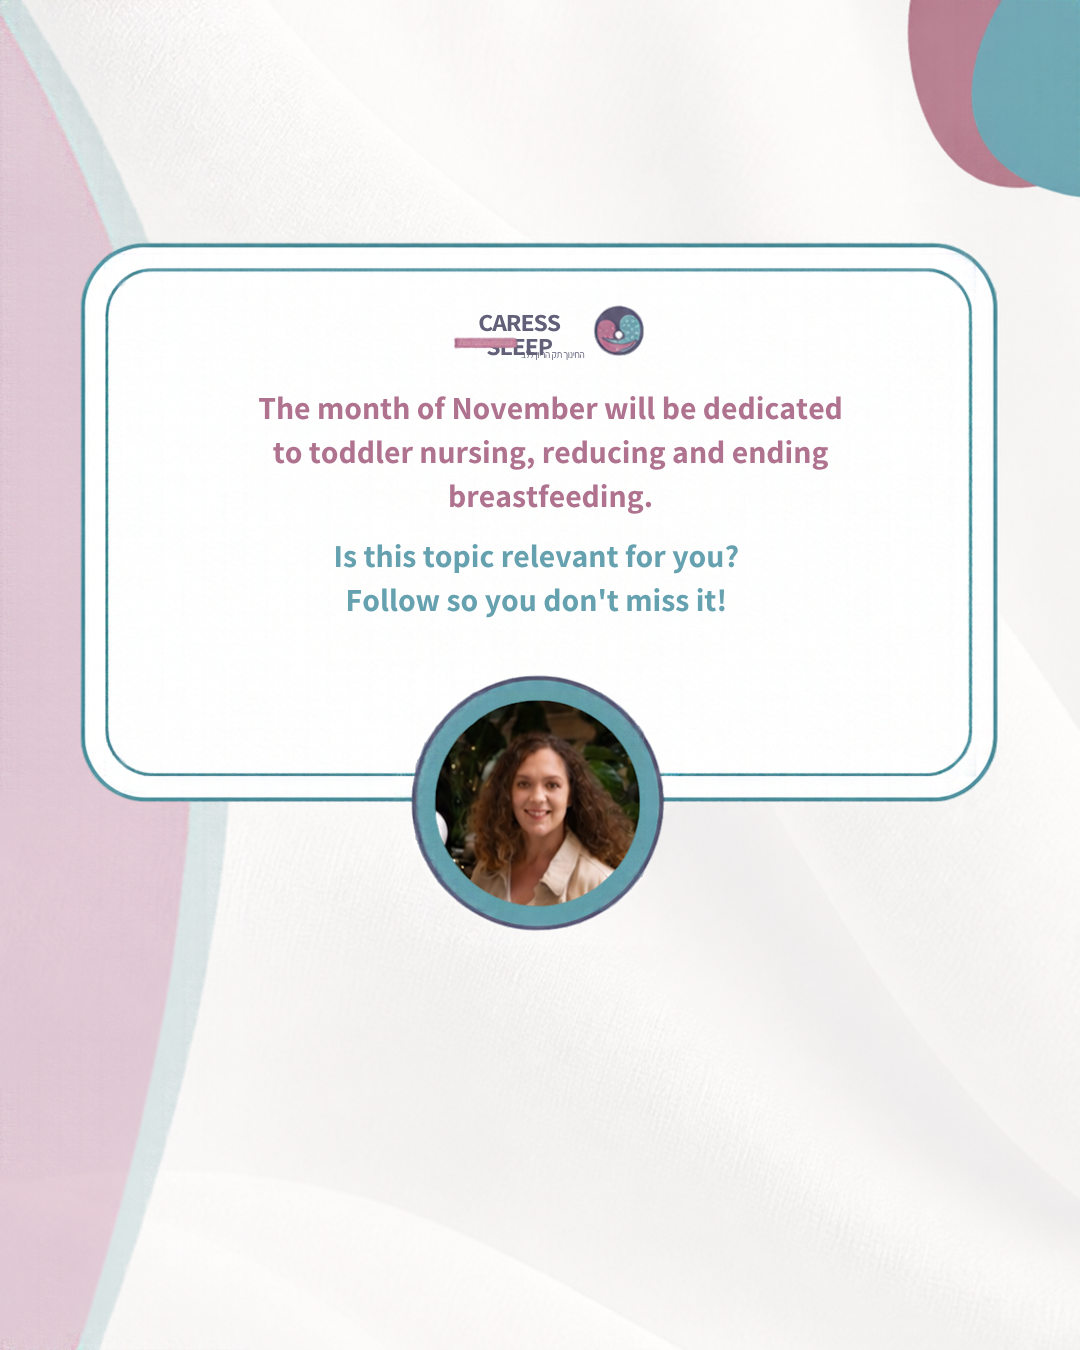 CARESS
SLEEP
The month of November will be dedicated
to toddler nursing, reducing and ending
breastfeeding.
Is this topic relevant for you?
Follow so you don't miss it!